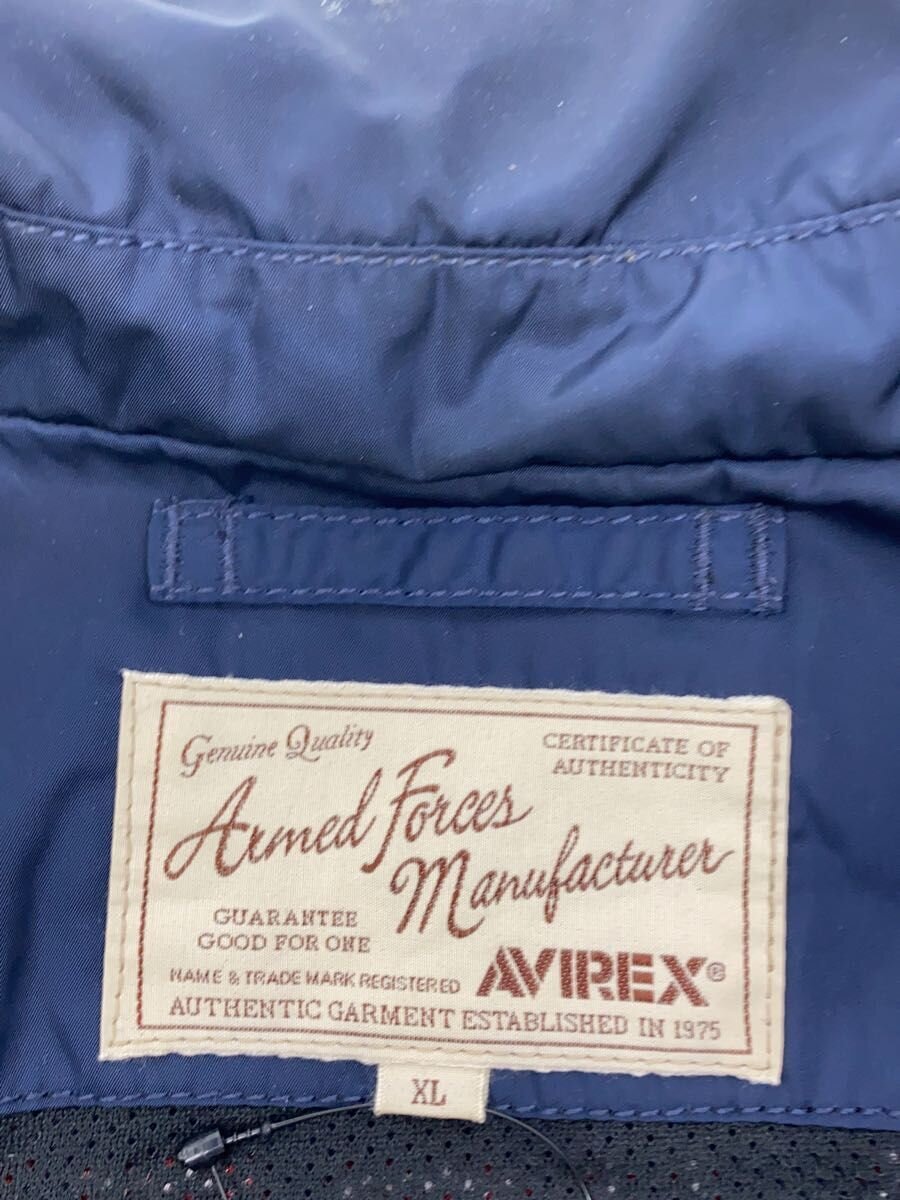 Genuine Quality
CERTIFICATE OF
AUTHENTICITY
Armed Forces
Manufacturer
GUARANTEE
GOOD FOR ONE
NAME & TRADE MARK REGISTERED
AVIREX®
AUTHENTIC GARMENT ESTABLISHED IN 1975
XL